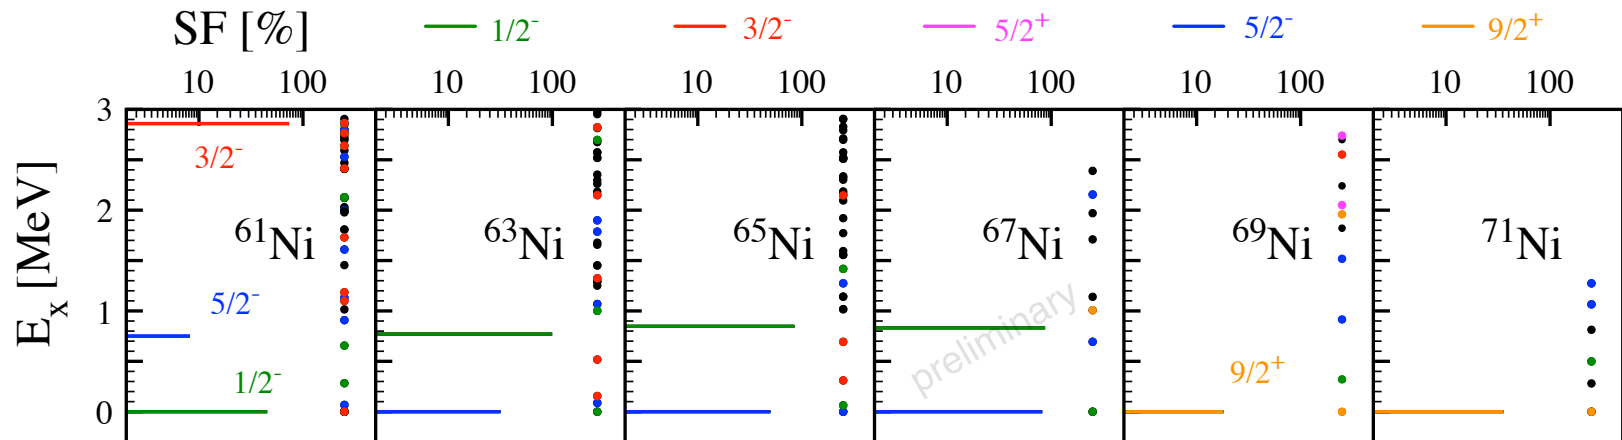 SF [%] 1/2⁻ 3/2⁻ 5/2⁺ 5/2⁻ 9/2⁺
10 100 10 100 10 100 10 100 10 100 10 100
3
3/2⁻
2
⁶¹Ni ⁶³Ni ⁶⁵Ni ⁶⁷Ni ⁶⁹Ni ⁷¹Ni
Eₓ [MeV]
5/2⁻
1
preliminary
1/2⁻ 9/2⁺
0